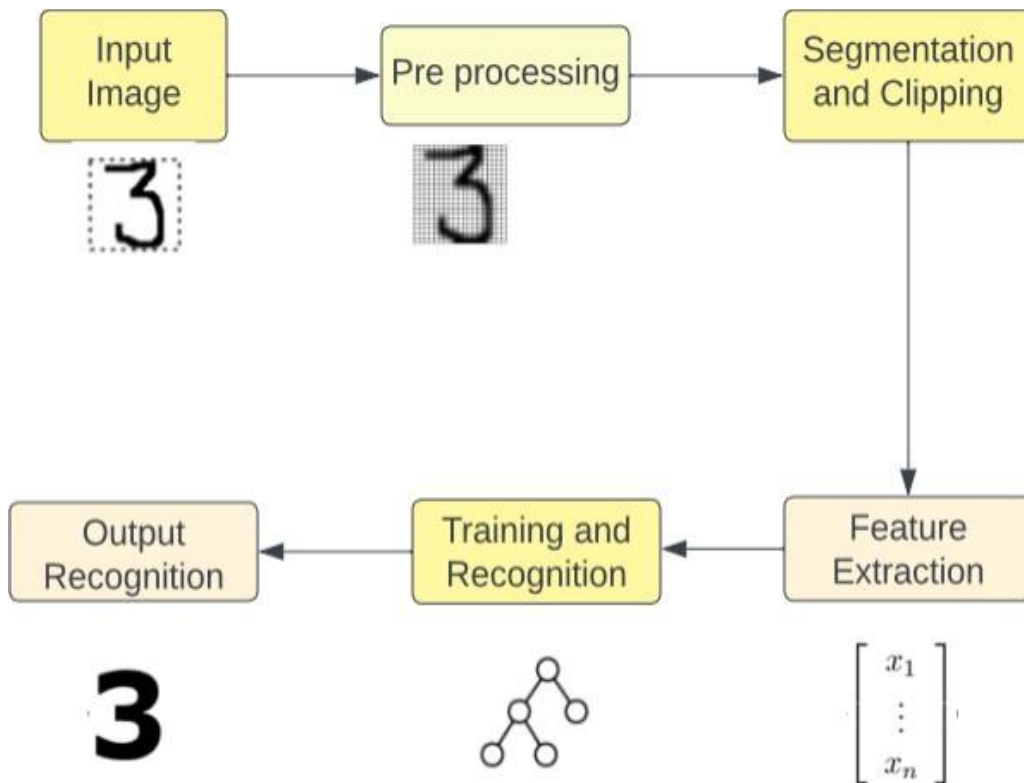 Input
Image
Pre processing
Segmentation
and Clipping
3
3
Feature
Extraction
Training and
Recognition
Output
Recognition
x₁
⋮
xₙ
3